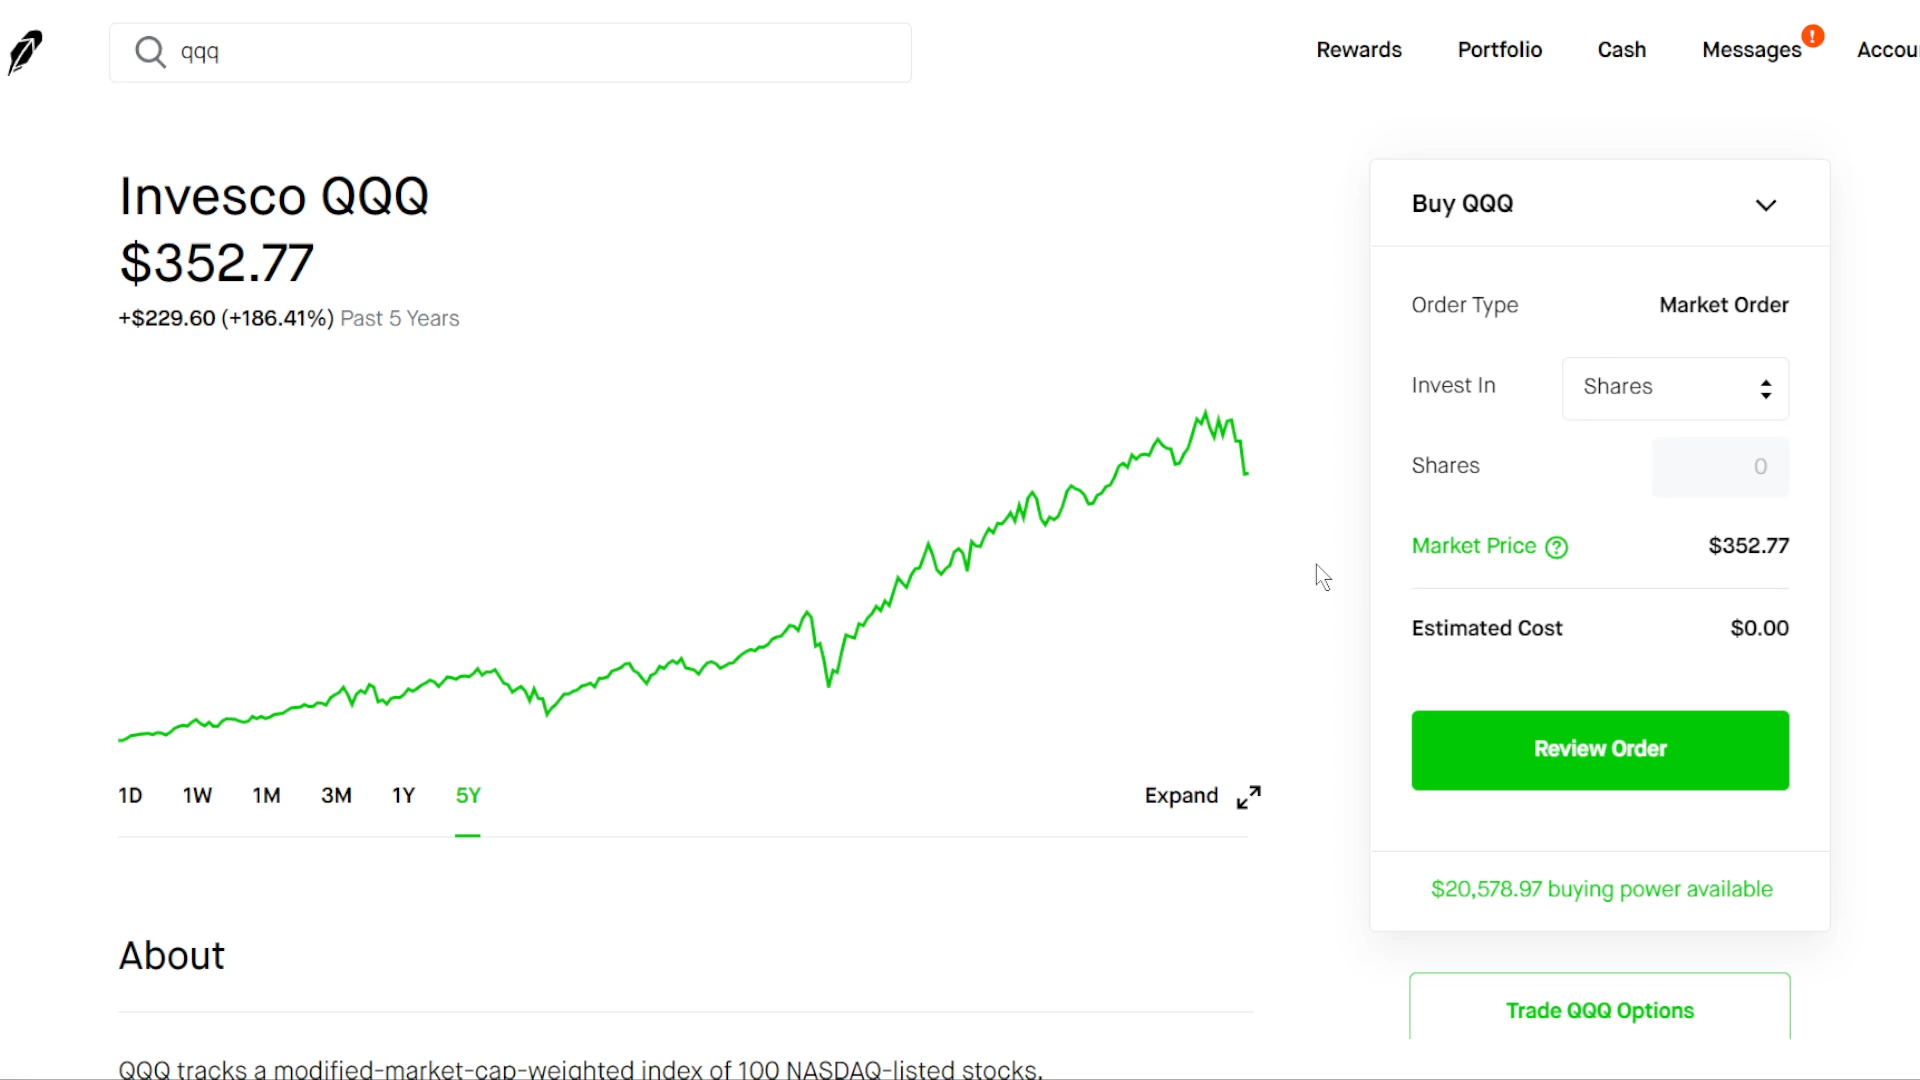 qqq
Rewards
Portfolio
Cash
Messages
!
Accou
Invesco QQQ
$352.77
+$229.60 (+186.41%) Past 5 Years
1D 1W 1M 3M 1Y 5Y
Expand
About
QQQ tracks a modified-market-cap-weighted index of 100 NASDAQ-listed stocks.
Buy QQQ
Order Type Market Order
Invest In Shares
Shares 0
Market Price ? $352.77
Estimated Cost $0.00
Review Order
$20,578.97 buying power available
Trade QQQ Options